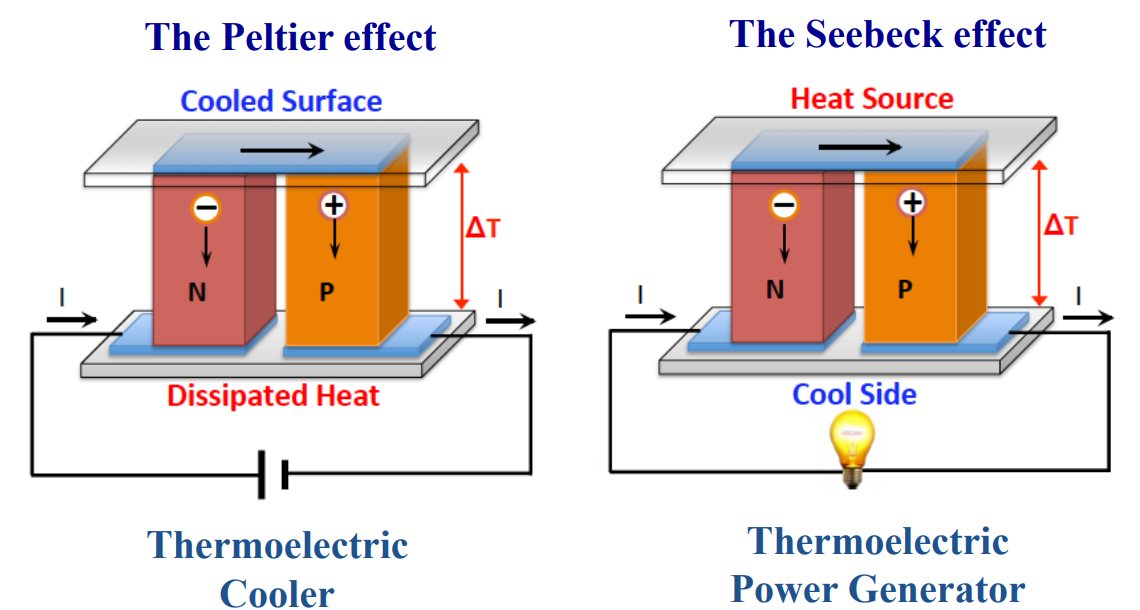 The Peltier effect
Cooled Surface
−
+
ΔT
N
P
I
I
Dissipated Heat
Thermoelectric
Cooler
The Seebeck effect
Heat Source
−
+
ΔT
N
P
I
I
Cool Side
Thermoelectric
Power Generator